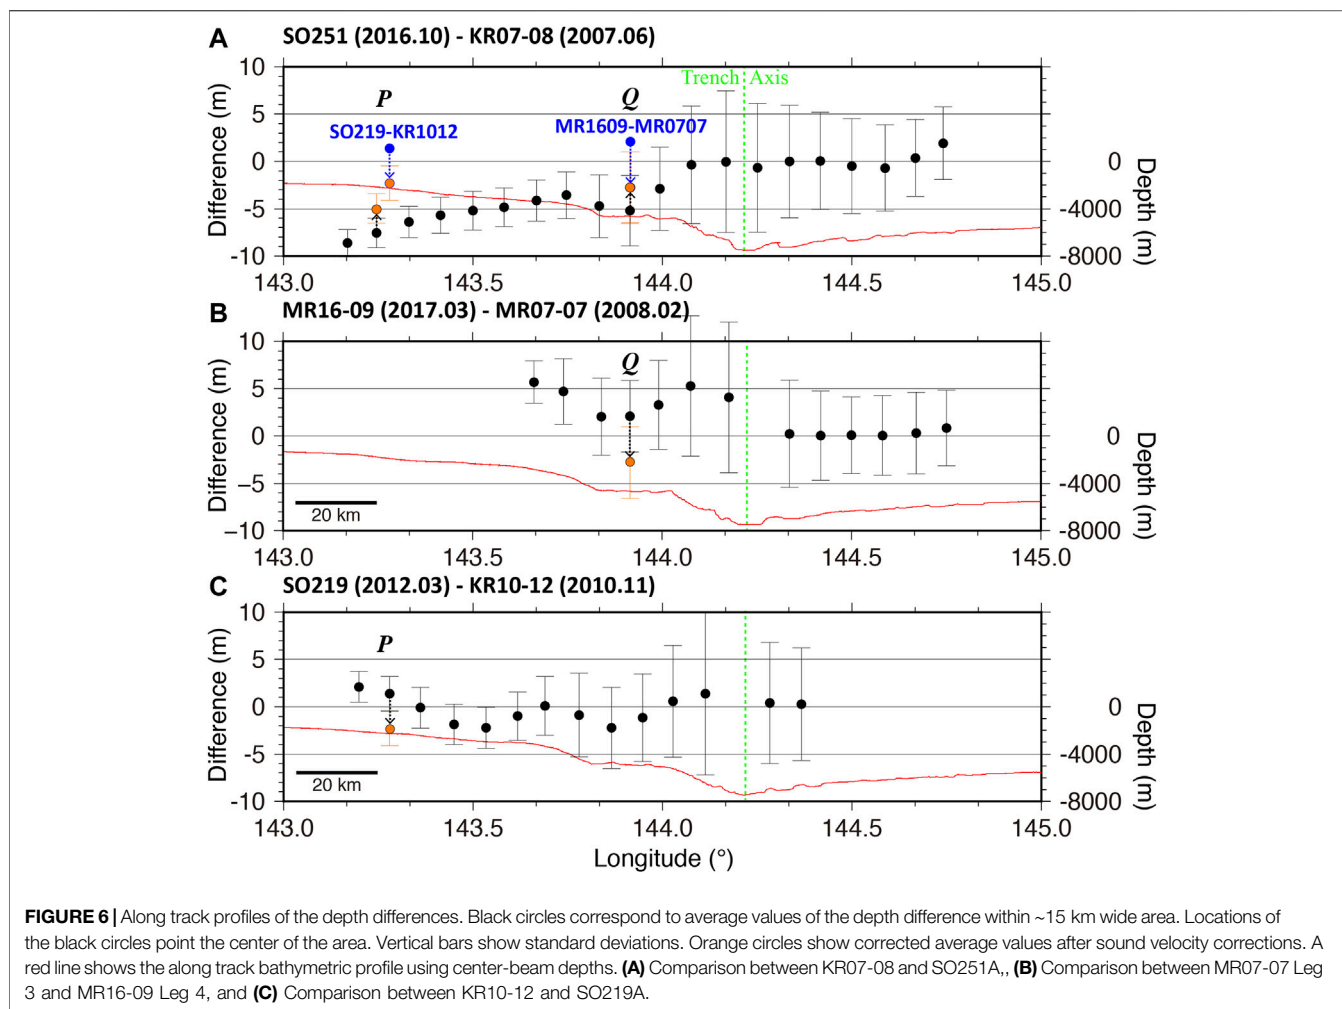 A SO251 (2016.10) - KR07-08 (2007.06)
Trench Axis
P
Q
SO219-KR1012
MR1609-MR0707
10
5
0
-5
-10
Difference (m)
0
-4000
-8000
Depth (m)
143.0 143.5 144.0 144.5 145.0
B MR16-09 (2017.03) - MR07-07 (2008.02)
Q
10
5
0
−5
−10
Difference (m)
0
-4000
-8000
Depth (m)
20 km
143.0 143.5 144.0 144.5 145.0
C SO219 (2012.03) - KR10-12 (2010.11)
P
10
5
0
-5
-10
Difference (m)
0
-4000
-8000
Depth (m)
20 km
143.0 143.5 144.0 144.5 145.0
Longitude (°)
FIGURE 6 | Along track profiles of the depth differences. Black circles correspond to average values of the depth difference within ~15 km wide area. Locations of
the black circles point the center of the area. Vertical bars show standard deviations. Orange circles show corrected average values after sound velocity corrections. A
red line shows the along track bathymetric profile using center-beam depths. (A) Comparison between KR07-08 and SO251A,, (B) Comparison between MR07-07 Leg
3 and MR16-09 Leg 4, and (C) Comparison between KR10-12 and SO219A.